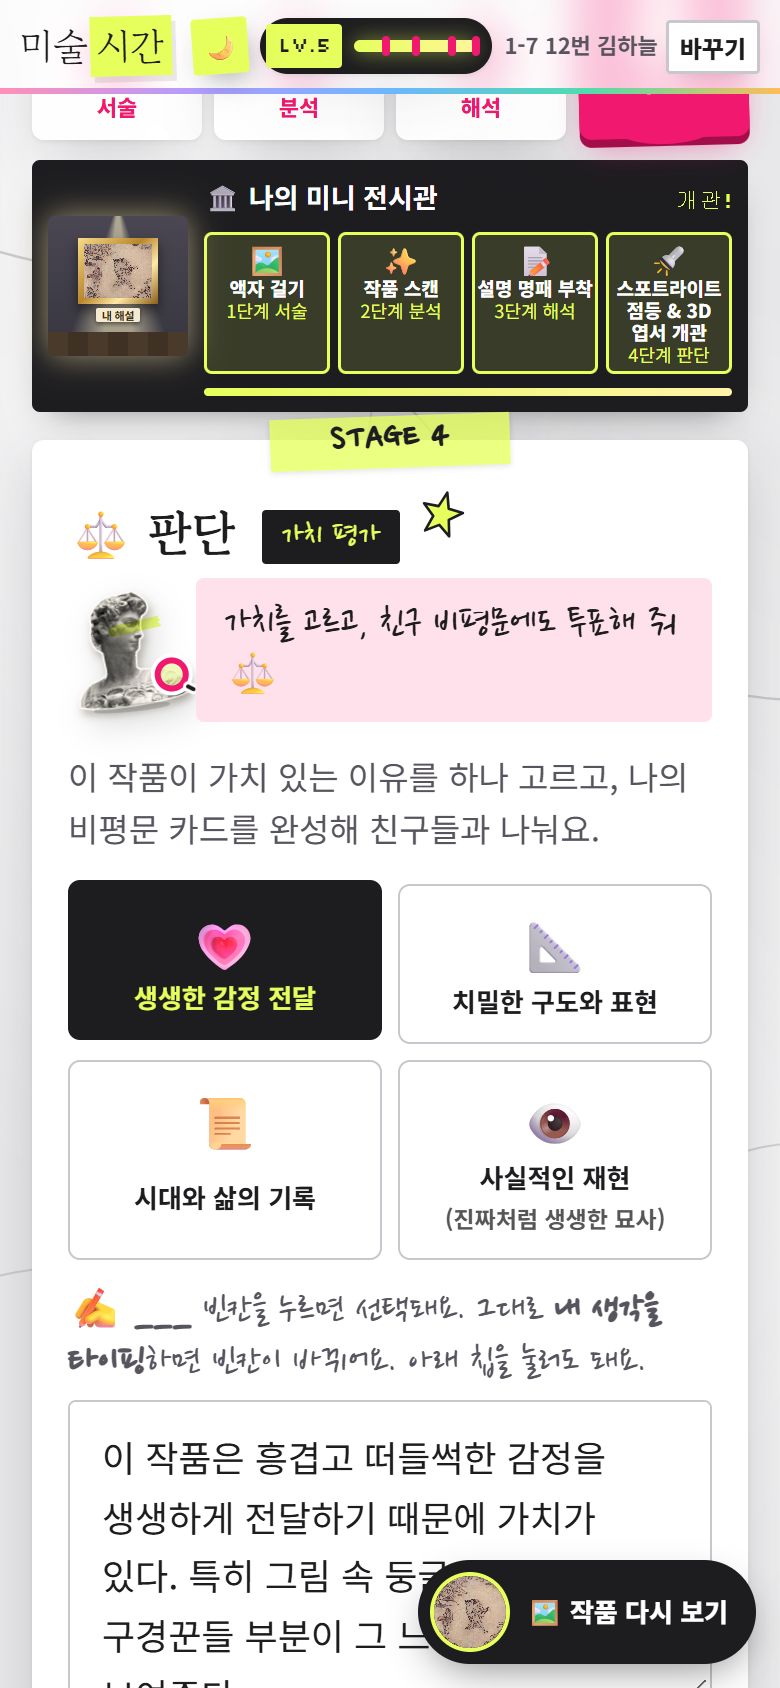 미술 시간
LV.5
1-7 12번 김하늘
바꾸기
서술
분석
해석
나의 미니 전시관
개관!
내 해설
액자 걸기
1단계 서술
작품 스캔
2단계 분석
설명 명패 부착
3단계 해석
스포트라이트
점등 & 3D
엽서 개관
4단계 판단
STAGE 4
판단
가치 평가
가치를 고르고, 친구 비평문에도 투표해 줘
이 작품이 가치 있는 이유를 하나 고르고, 나의
비평문 카드를 완성해 친구들과 나눠요.
생생한 감정 전달
치밀한 구도와 표현
시대와 삶의 기록
사실적인 재현
(진짜처럼 생생한 묘사)
___ 빈칸을 누르면 선택돼요. 그대로 내 생각을
타이핑하면 빈칸이 바뀌어요. 아래 칩을 눌러도 돼요.
이 작품은 흥겹고 떠들썩한 감정을
생생하게 전달하기 때문에 가치가
있다. 특히 그림 속
구경꾼들 부분이 그
작품 다시 보기